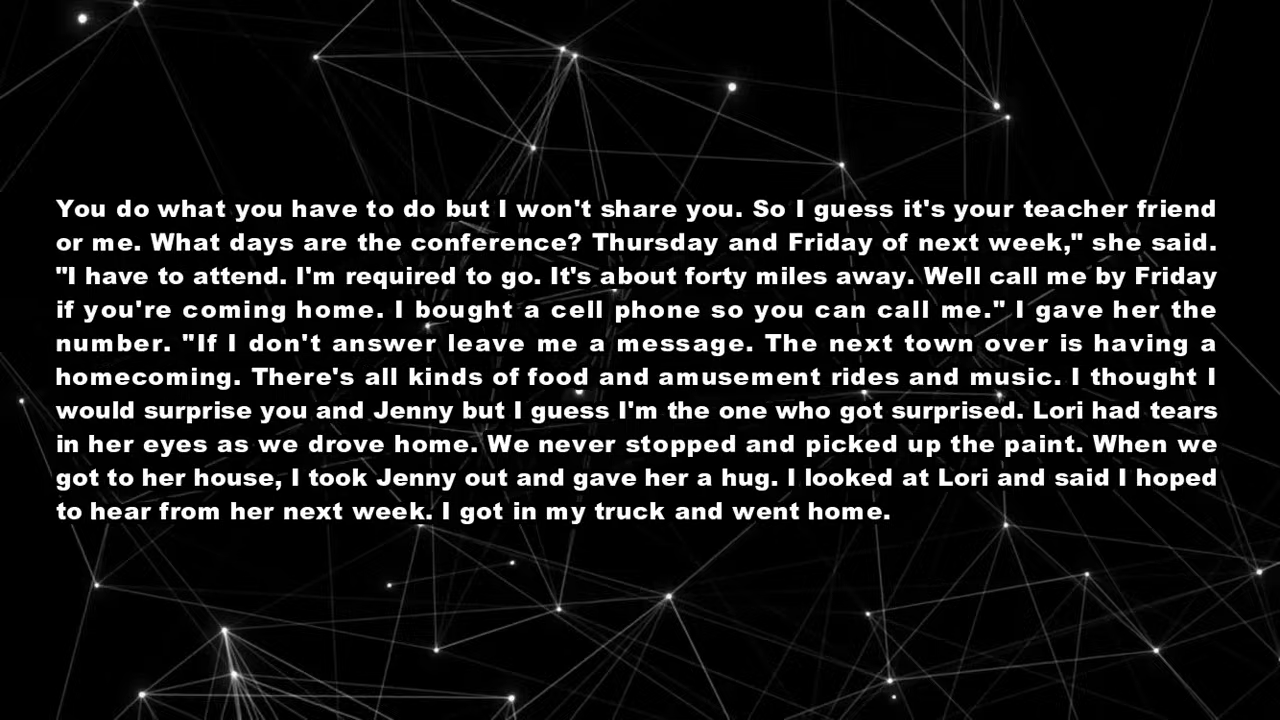 You do what you have to do but I won't share you. So I guess it's your teacher friend
or me. What days are the conference? Thursday and Friday of next week," she said.
"I have to attend. I'm required to go. It's about forty miles away. Well call me by Friday
if you're coming home. I bought a cell phone so you can call me." I gave her the
number. "If I don't answer leave me a message. The next town over is having a
homecoming. There's all kinds of food and amusement rides and music. I thought I
would surprise you and Jenny but I guess I'm the one who got surprised. Lori had tears
in her eyes as we drove home. We never stopped and picked up the paint. When we
got to her house, I took Jenny out and gave her a hug. I looked at Lori and said I hoped
to hear from her next week. I got in my truck and went home.